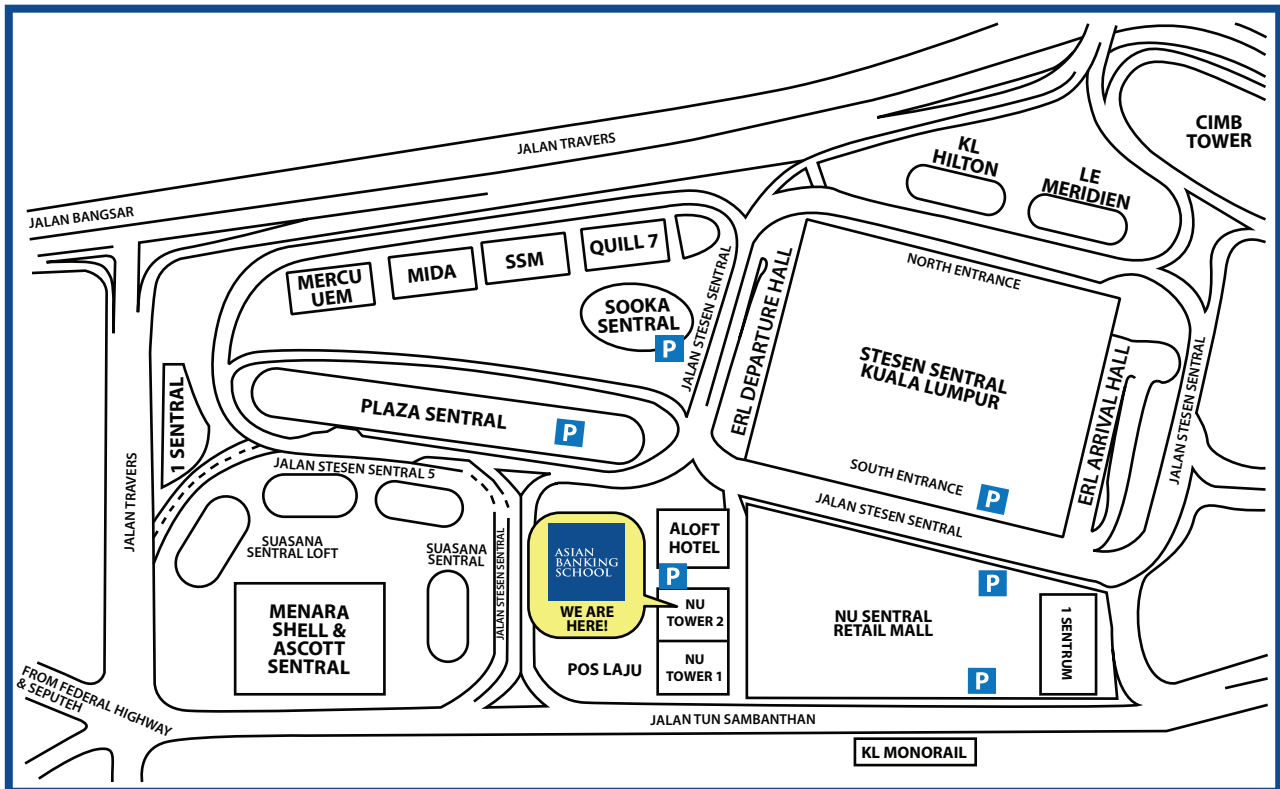 CIMB
TOWER
JALAN TRAVERS
KL
HILTON
LE
MERIDIEN
JALAN BANGSAR
QUILL 7
SSM
MIDA
MERCU
UEM
SOOKA
SENTRAL
P
JALAN STESEN SENTRAL
ERL DEPARTURE HALL
NORTH ENTRANCE
STESEN SENTRAL
KUALA LUMPUR
SOUTH ENTRANCE
P
ERL ARRIVAL HALL
JALAN STESEN SENTRAL
1 SENTRAL
PLAZA SENTRAL
P
JALAN STESEN SENTRAL 5
JALAN STESEN SENTRAL
JALAN TRAVERS
SUASANA
SENTRAL LOFT
SUASANA
SENTRAL
JALAN STESEN SENTRAL
ASIAN
BANKING
SCHOOL
WE ARE
HERE!
ALOFT
HOTEL
P
NU
TOWER 2
NU
TOWER 1
POS LAJU
MENARA
SHELL &
ASCOTT
SENTRAL
NU SENTRAL
RETAIL MALL
P
P
1 SENTRUM
FROM FEDERAL HIGHWAY
& SEPUTEH
JALAN TUN SAMBANTHAN
KL MONORAIL